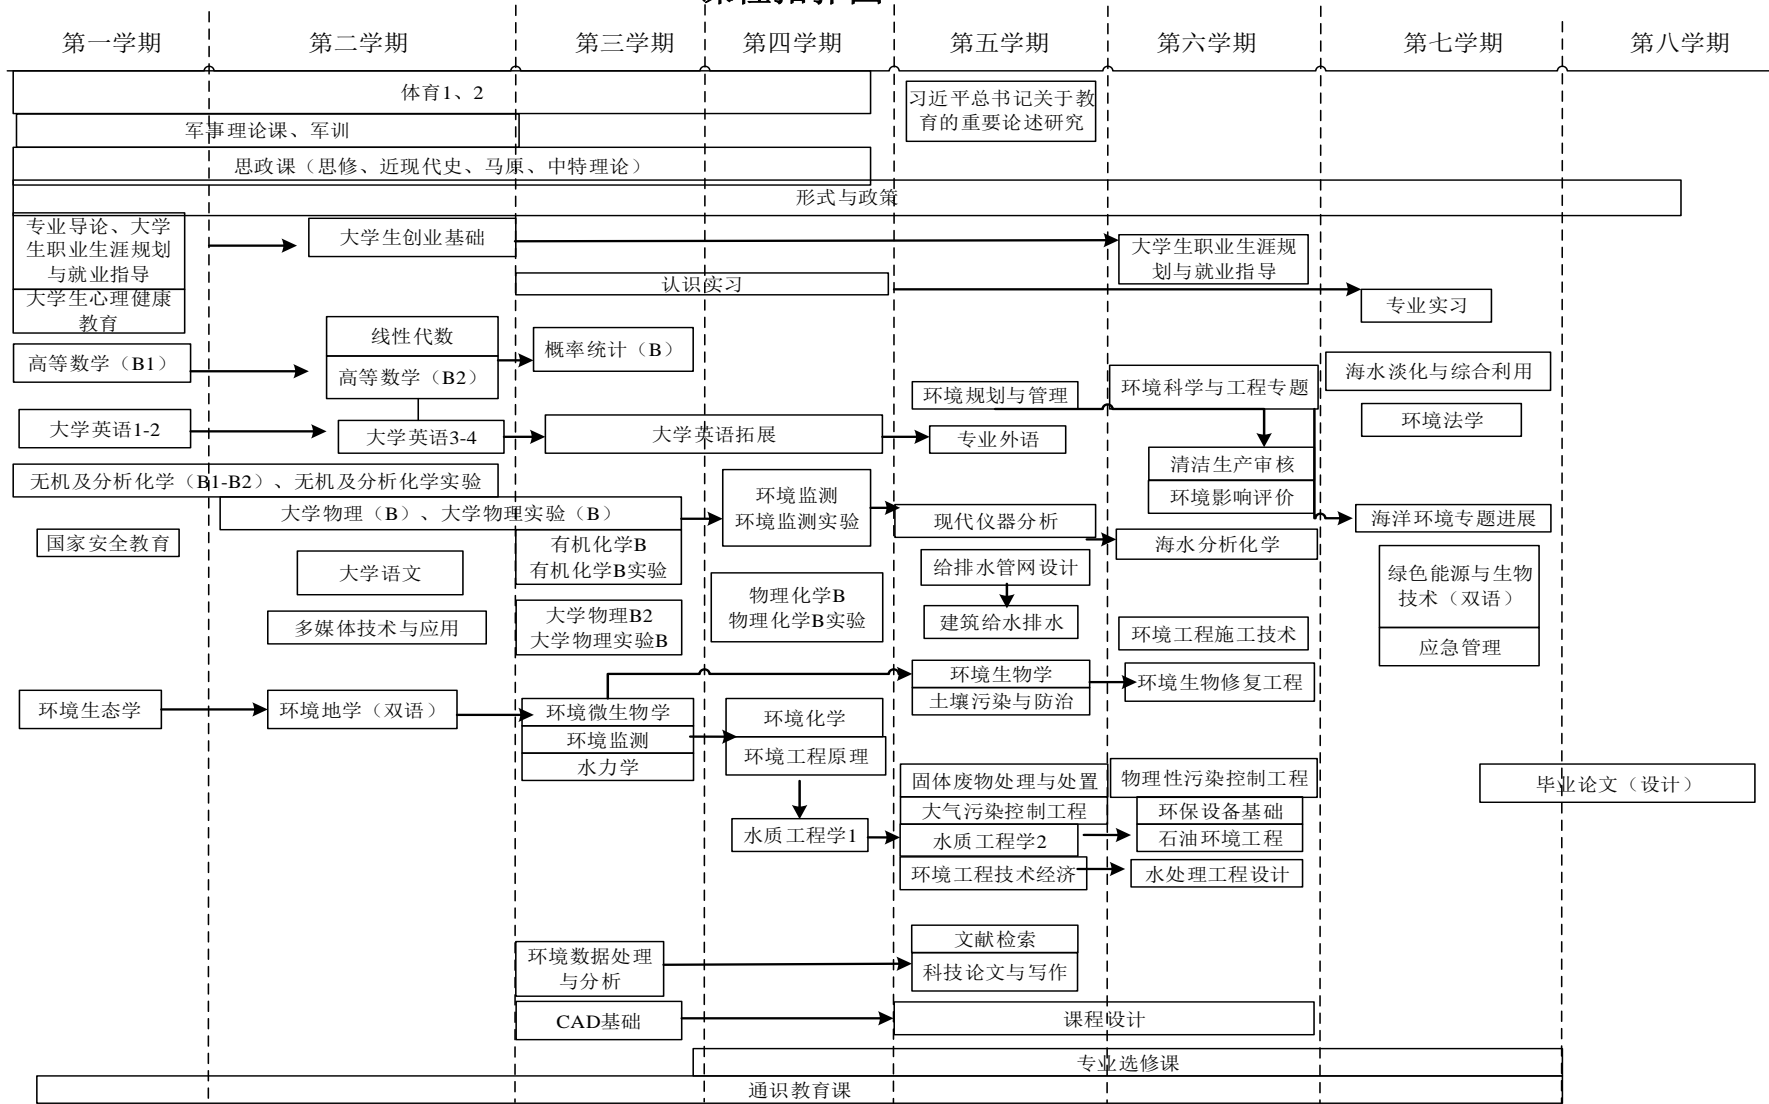 课程拓扑图
第一学期
第二学期
第三学期
第四学期
第五学期
第六学期
第七学期
第八学期
体育1、2
习近平总书记关于教
育的重要论述研究
军事理论课、军训
思政课（思修、近现代史、马原、中特理论）
形式与政策
专业导论、大学
生职业生涯规划
与就业指导
大学生创业基础
大学生职业生涯规
划与就业指导
认识实习
大学生心理健康
教育
专业实习
线性代数
概率统计（B）
高等数学（B1）
高等数学（B2）
环境规划与管理
环境科学与工程专题
海水淡化与综合利用
环境法学
大学英语1-2
大学英语3-4
大学英语拓展
专业外语
清洁生产审核
环境影响评价
无机及分析化学（B1-B2）、无机及分析化学实验
大学物理（B）、大学物理实验（B）
环境监测
环境监测实验
现代仪器分析
海洋环境专题进展
国家安全教育
有机化学B
有机化学B实验
海水分析化学
大学语文
给排水管网设计
绿色能源与生物
技术（双语）
物理化学B
物理化学B实验
多媒体技术与应用
大学物理B2
大学物理实验B
建筑给水排水
环境工程施工技术
应急管理
环境生物学
土壤污染与防治
环境生物修复工程
环境生态学
环境地学（双语）
环境微生物学
环境监测
水力学
环境化学
环境工程原理
固体废物处理与处置
物理性污染控制工程
毕业论文（设计）
大气污染控制工程
环保设备基础
水质工程学1
水质工程学2
石油环境工程
环境工程技术经济
水处理工程设计
文献检索
环境数据处理
与分析
科技论文与写作
CAD基础
课程设计
专业选修课
通识教育课